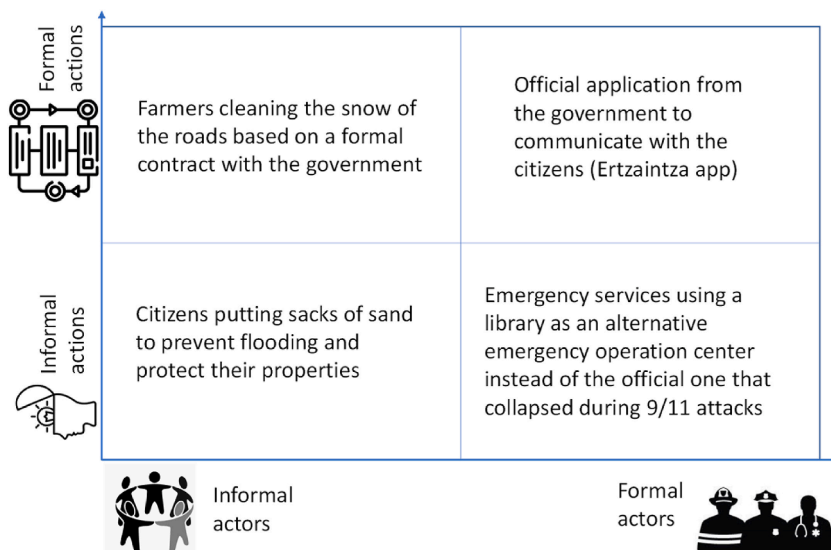 Formal
actions
Farmers cleaning the snow of
the roads based on a formal
contract with the government
Official application from
the government to
communicate with the
citizens (Ertzaintza app)
Informal
actions
Citizens putting sacks of sand
to prevent flooding and
protect their properties
Emergency services using a
library as an alternative
emergency operation center
instead of the official one that
collapsed during 9/11 attacks
Informal
actors
Formal
actors